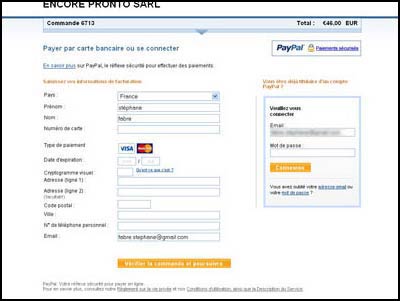 ENCORE PRONTO SARL
Commande 6713 Total : €46,00 EUR
Payer par carte bancaire ou se connecter
PayPal Paiements sécurisés
En savoir plus sur PayPal, le réflexe sécurité pour effectuer des paiements.
Saisissez vos informations de facturation
Pays : France
Prénom : stéphane
Nom : fabre
Numéro de carte :
Type de paiement VISA MasterCard
Date d'expiration : /
Cryptogramme visuel : Qu'est ce que c'est ?
Adresse (ligne 1) :
Adresse (ligne 2) :
(facultatif)
Code postal :
Ville :
N° de téléphone personnel :
Email : fabre.stephane@gmail.com
Vérifier la commande et poursuivre
Vous êtes déjà titulaire d'un compte
PayPal ?
Veuillez vous
connecter
Email :
Mot de passe :
Connexion
Vous avez oublié votre adresse email ou
votre mot de passe ?
PayPal. Votre réflexe sécurité pour payer en ligne.
Pour en savoir plus, consultez notre Règlement sur la vie privée et nos Conditions d'utilisation, ainsi que la Description du Service.